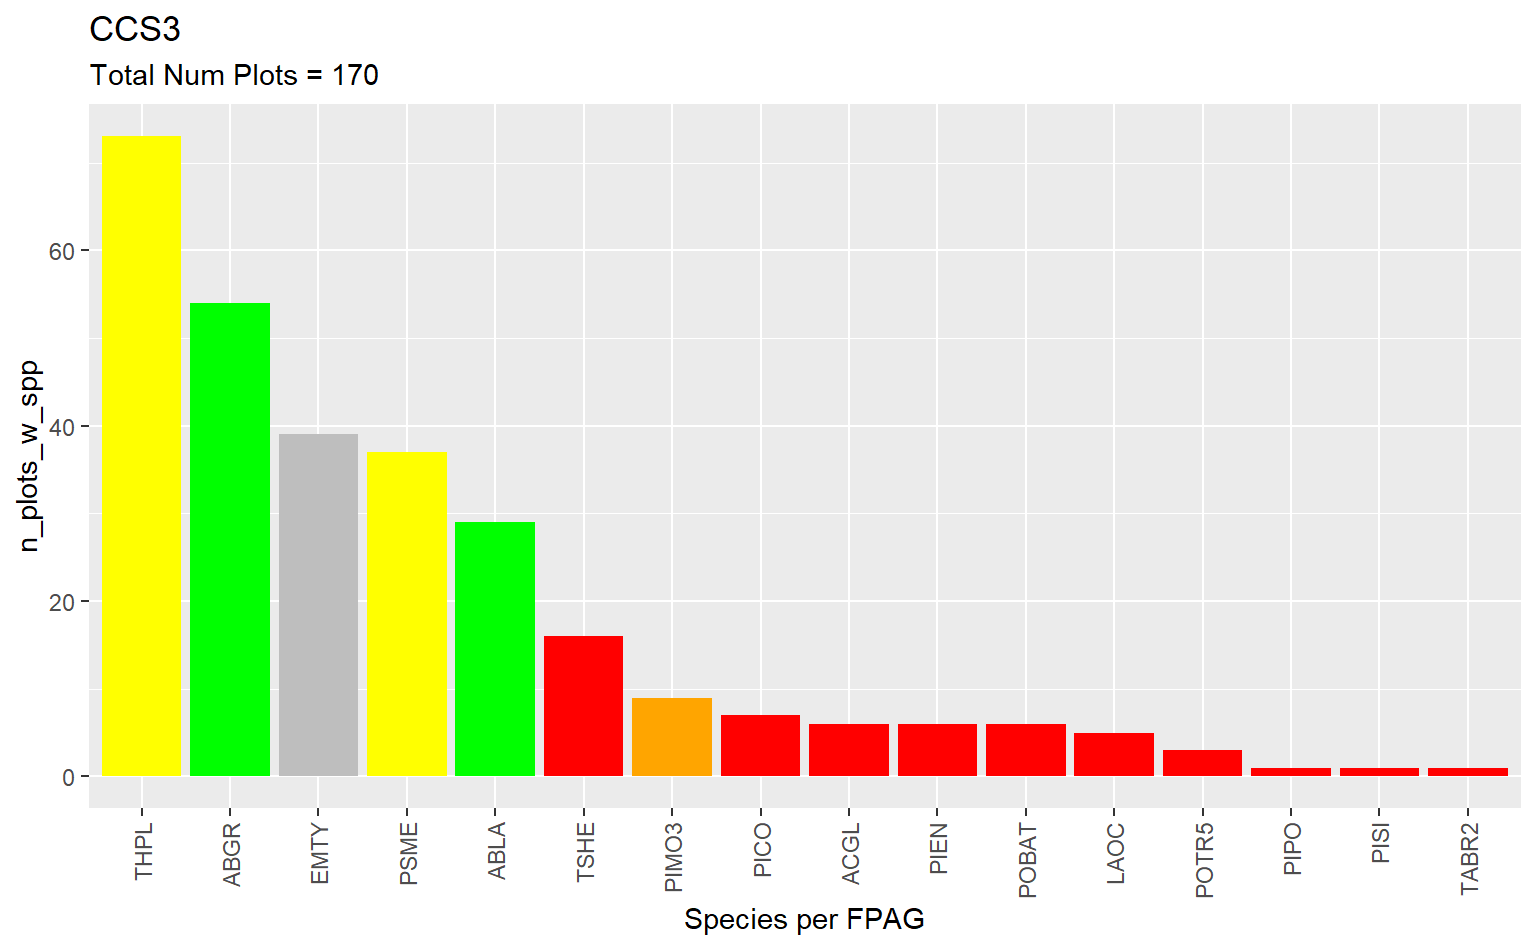 CCS3
Total Num Plots = 170
n_plots_w_spp
60
40
20
0
THPL
ABGR
EMTY
PSME
ABLA
TSHE
PIMO3
PICO
ACGL
PIEN
POBAT
LAOC
POTR5
PIPO
PISI
TABR2
Species per FPAG